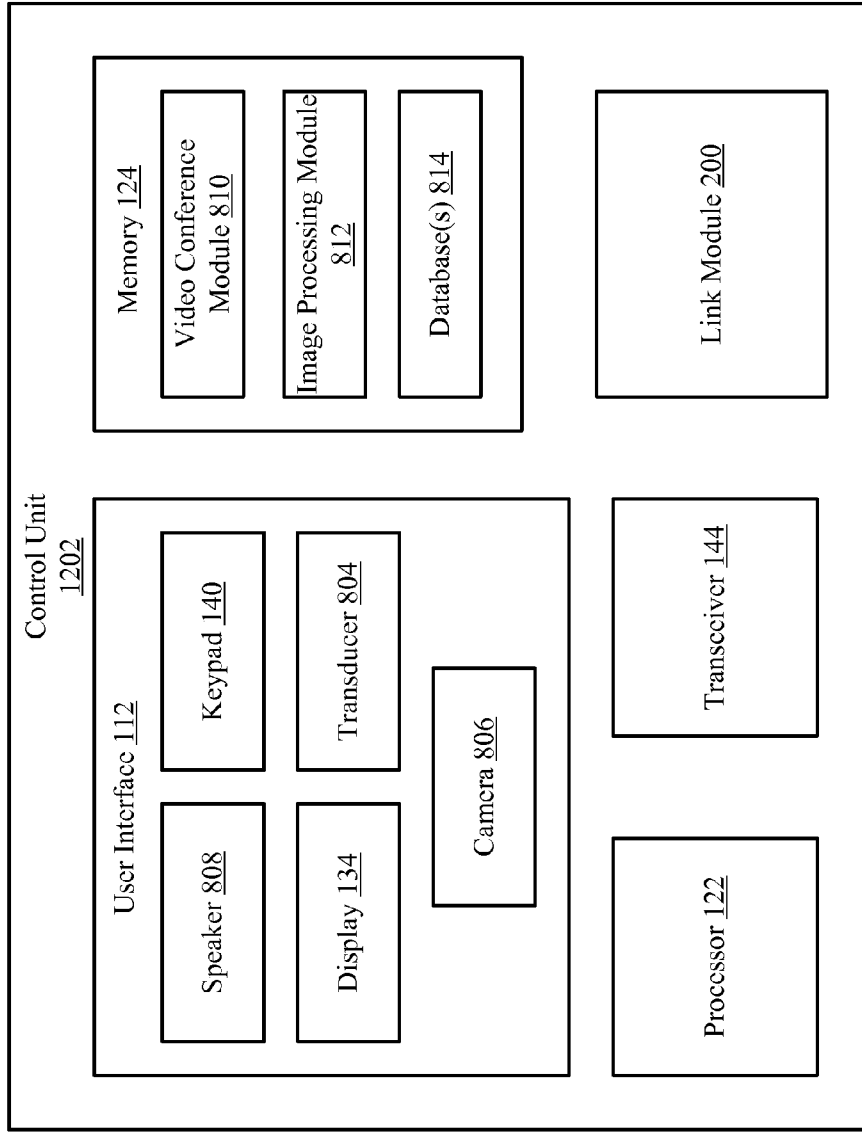 Control Unit
1202
User Interface 112
Speaker 808
Keypad 140
Display 134
Transducer 804
Camera 806
Memory 124
Video Conference
Module 810
Image Processing Module
812
Database(s) 814
Processor 122
Transceiver 144
Link Module 200